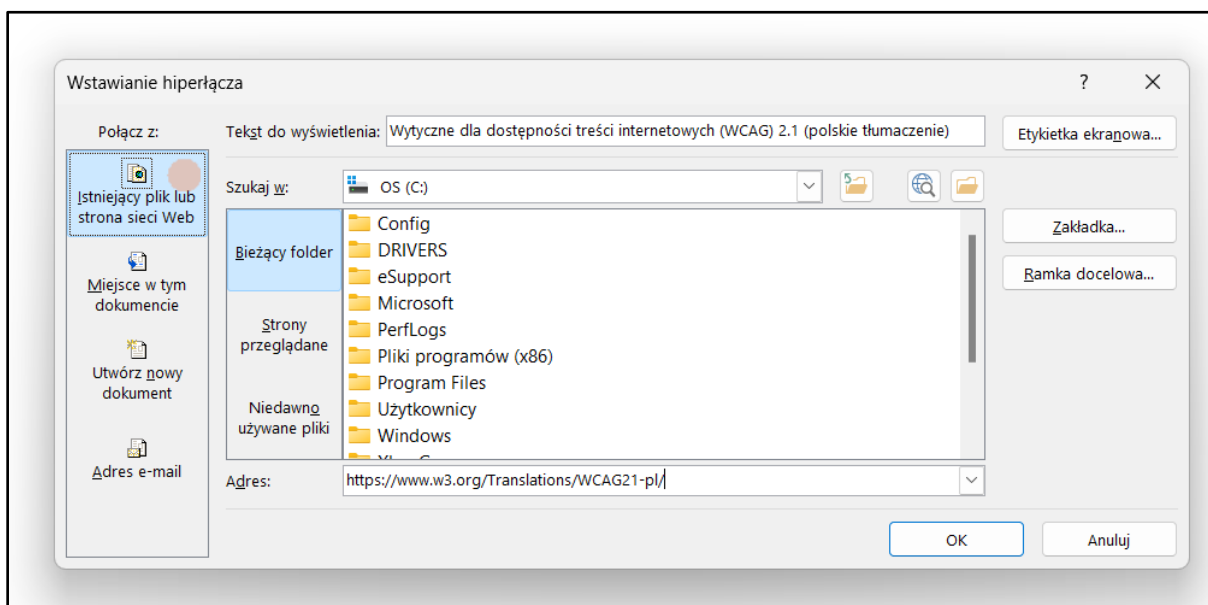 Wstawianie hiperłącza
?
Połącz z:
Tekst do wyświetlenia: Wytyczne dla dostępności treści internetowych (WCAG) 2.1 (polskie tłumaczenie)
Etykietka ekranowa...
Istniejący plik lub
strona sieci Web
Miejsce w tym
dokumencie
Utwórz nowy
dokument
Adres e-mail
Szukaj w:
OS (C:)
Bieżący folder
Strony
przeglądane
Niedawno
używane pliki
Config
DRIVERS
eSupport
Microsoft
PerfLogs
Pliki programów (x86)
Program Files
Użytkownicy
Windows
Adres:
https://www.w3.org/Translations/WCAG21-pl/
Zakładka...
Ramka docelowa...
OK
Anuluj